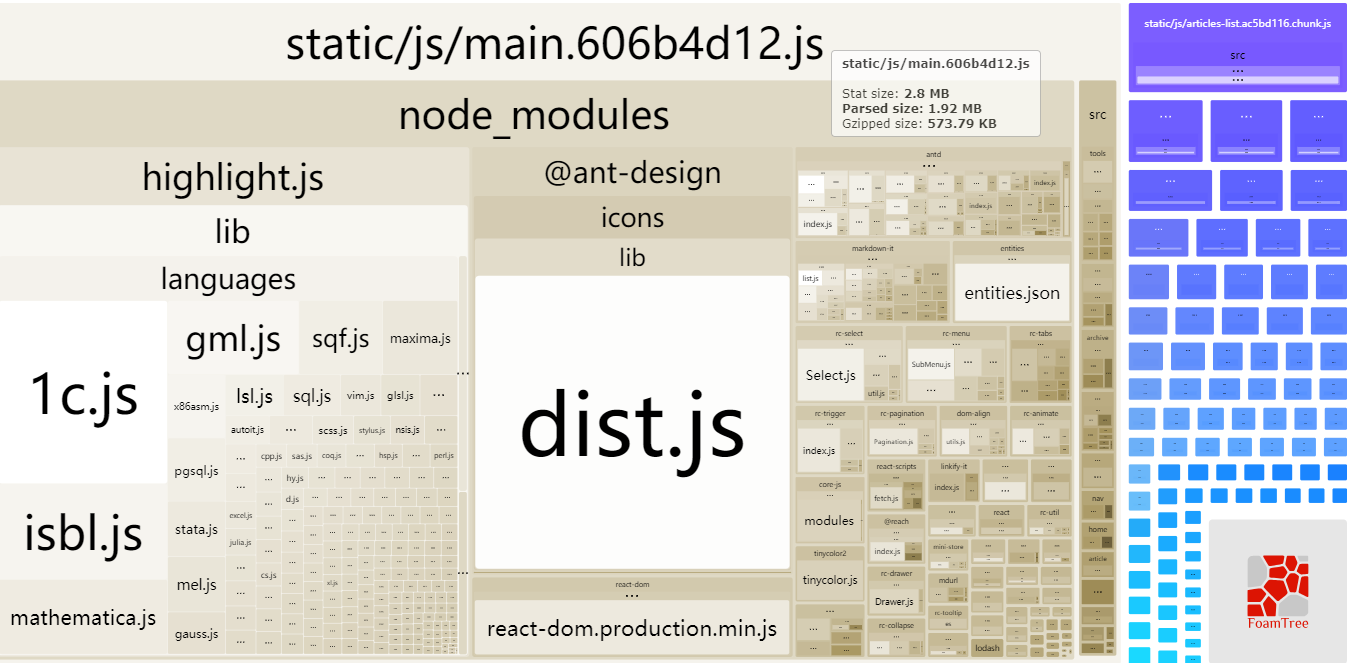 static/js/main.606b4d12.js
static/js/main.606b4d12.js
Stat size: 2.8 MB
Parsed size: 1.92 MB
Gzipped size: 573.79 KB
static/js/articles-list.ac5bd116.chunk.js
src
node_modules
src
highlight.js
@ant-design
antd
tools
lib
icons
index.js
index.js
index.js
languages
lib
markdown-it
entities
list.js
entities.json
gml.js
sqf.js
maxima.js
rc-select
rc-menu
rc-tabs
archive
1c.js
dist.js
Select.js
SubMenu.js
util.js
x86asm.js
lsl.js
sql.js
vim.js
glsl.js
autoit.js
scss.js
stylus.js
nsis.js
rc-trigger
rc-pagination
dom-align
rc-animate
index.js
Pagination.js
utils.js
pgsql.js
cpp.js
sas.js
coq.js
hsp.js
perl.js
hy.js
d.js
react-scripts
linkify-it
core-js
fetch.js
index.js
nav
isbl.js
stata.js
excel.js
julia.js
modules
@reach
react
rc-util
home
tinycolor2
index.js
mini-store
article
mel.js
cs.js
xl.js
react-dom
tinycolor.js
rc-drawer
mdurl
Drawer.js
mathematica.js
gauss.js
react-dom.production.min.js
rc-tooltip
es
rc-collapse
lodash
FoamTree